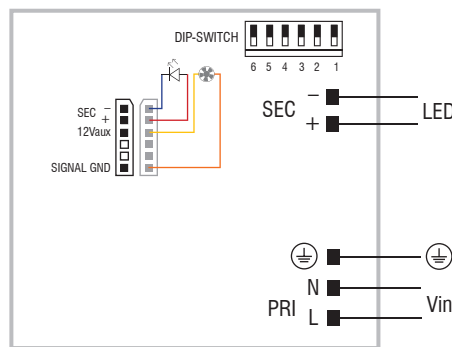 DIP-SWITCH
6 5 4 3 2 1
SEC −
+
12Vaux
SIGNAL GND
SEC − LED
+
PRI N Vin
L